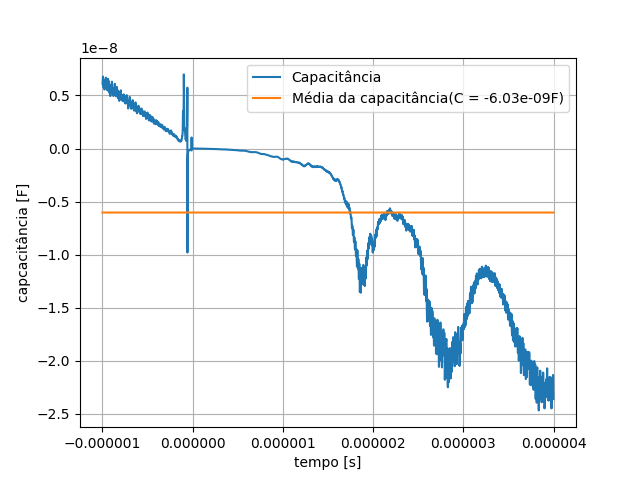 1e−8
Capacitância
Média da capacitância(C = -6.03e-09F)
0.5
0.0
−0.5
−1.0
−1.5
−2.0
−2.5
capcacitância [F]
−0.000001 0.000000 0.000001 0.000002 0.000003 0.000004
tempo [s]